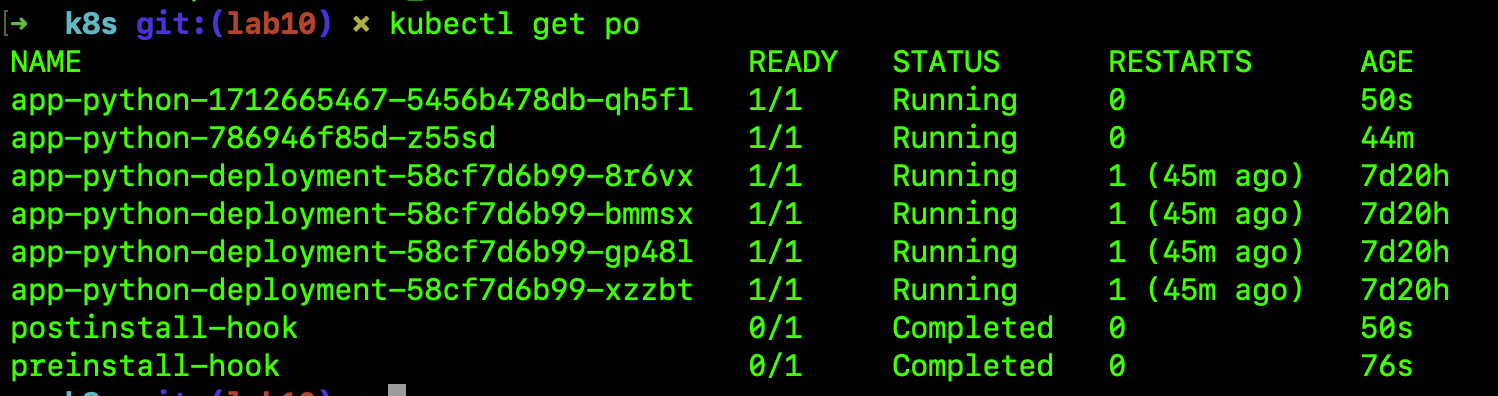 [➜  k8s git:(lab10) ✗ kubectl get po
NAME READY STATUS RESTARTS AGE
app-python-1712665467-5456b478db-qh5fl 1/1 Running 0 50s
app-python-786946f85d-z55sd 1/1 Running 0 44m
app-python-deployment-58cf7d6b99-8r6vx 1/1 Running 1 (45m ago) 7d20h
app-python-deployment-58cf7d6b99-bmmsx 1/1 Running 1 (45m ago) 7d20h
app-python-deployment-58cf7d6b99-gp48l 1/1 Running 1 (45m ago) 7d20h
app-python-deployment-58cf7d6b99-xzzbt 1/1 Running 1 (45m ago) 7d20h
postinstall-hook 0/1 Completed 0 50s
preinstall-hook 0/1 Completed 0 76s